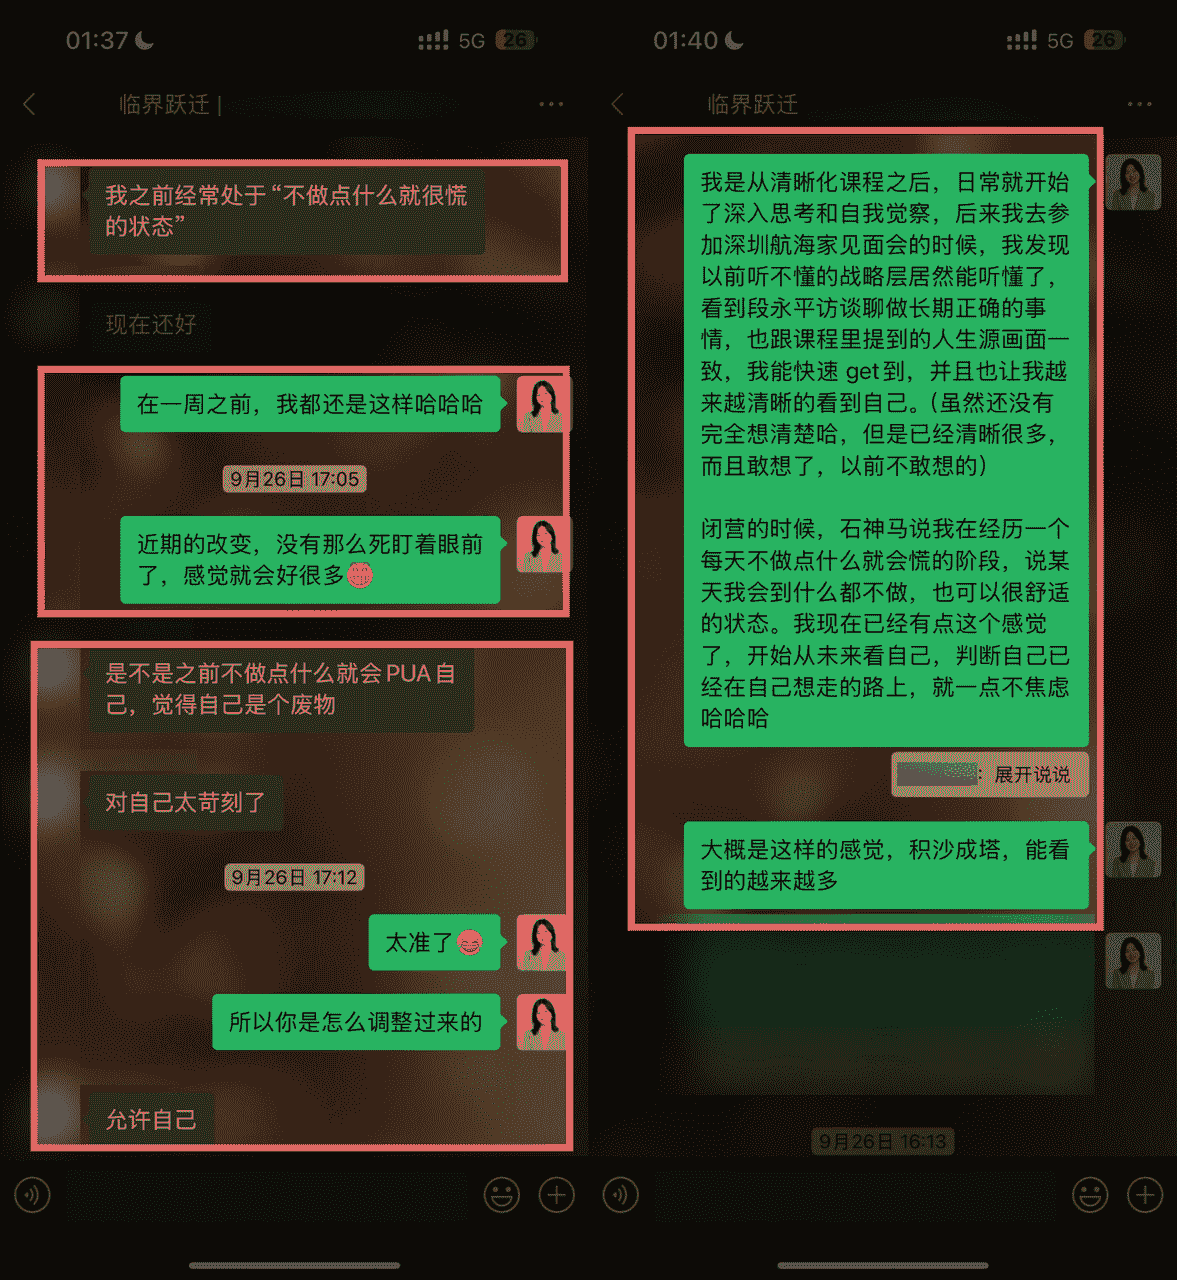 01:37
5G
26
临界跃迁 |
我之前经常处于“不做点什么就很慌
的状态”
现在还好
在一周之前，我都还是这样哈哈哈
9月26日 17:05
近期的改变，没有那么死盯着眼前
了，感觉就会好很多
是不是之前不做点什么就会PUA自
己，觉得自己是个废物
对自己太苛刻了
9月26日 17:12
太准了
所以你是怎么调整过来的
允许自己
01:40
5G
26
临界跃迁
我是从清晰化课程之后，日常就开始
了深入思考和自我觉察，后来我去参
加深圳航海家见面会的时候，我发现
以前听不懂的战略层居然能听懂了，
看到段永平访谈聊做长期正确的事
情，也跟课程里提到的人生源画面一
致，我能快速 get到，并且也让我越
来越清晰的看到自己。（虽然还没有
完全想清楚哈，但是已经清晰很多，
而且敢想了，以前不敢想的）
闭营的时候，石神马说我在经历一个
每天不做点什么就会慌的阶段，说某
天我会到什么都不做，也可以很舒适
的状态。我现在已经有点这个感觉
了，开始从未来看自己，判断自己已
经在自己想走的路上，就一点不焦虑
哈哈哈
：展开说说
大概是这样的感觉，积沙成塔，能看
到的越来越多
9月26日 16:13